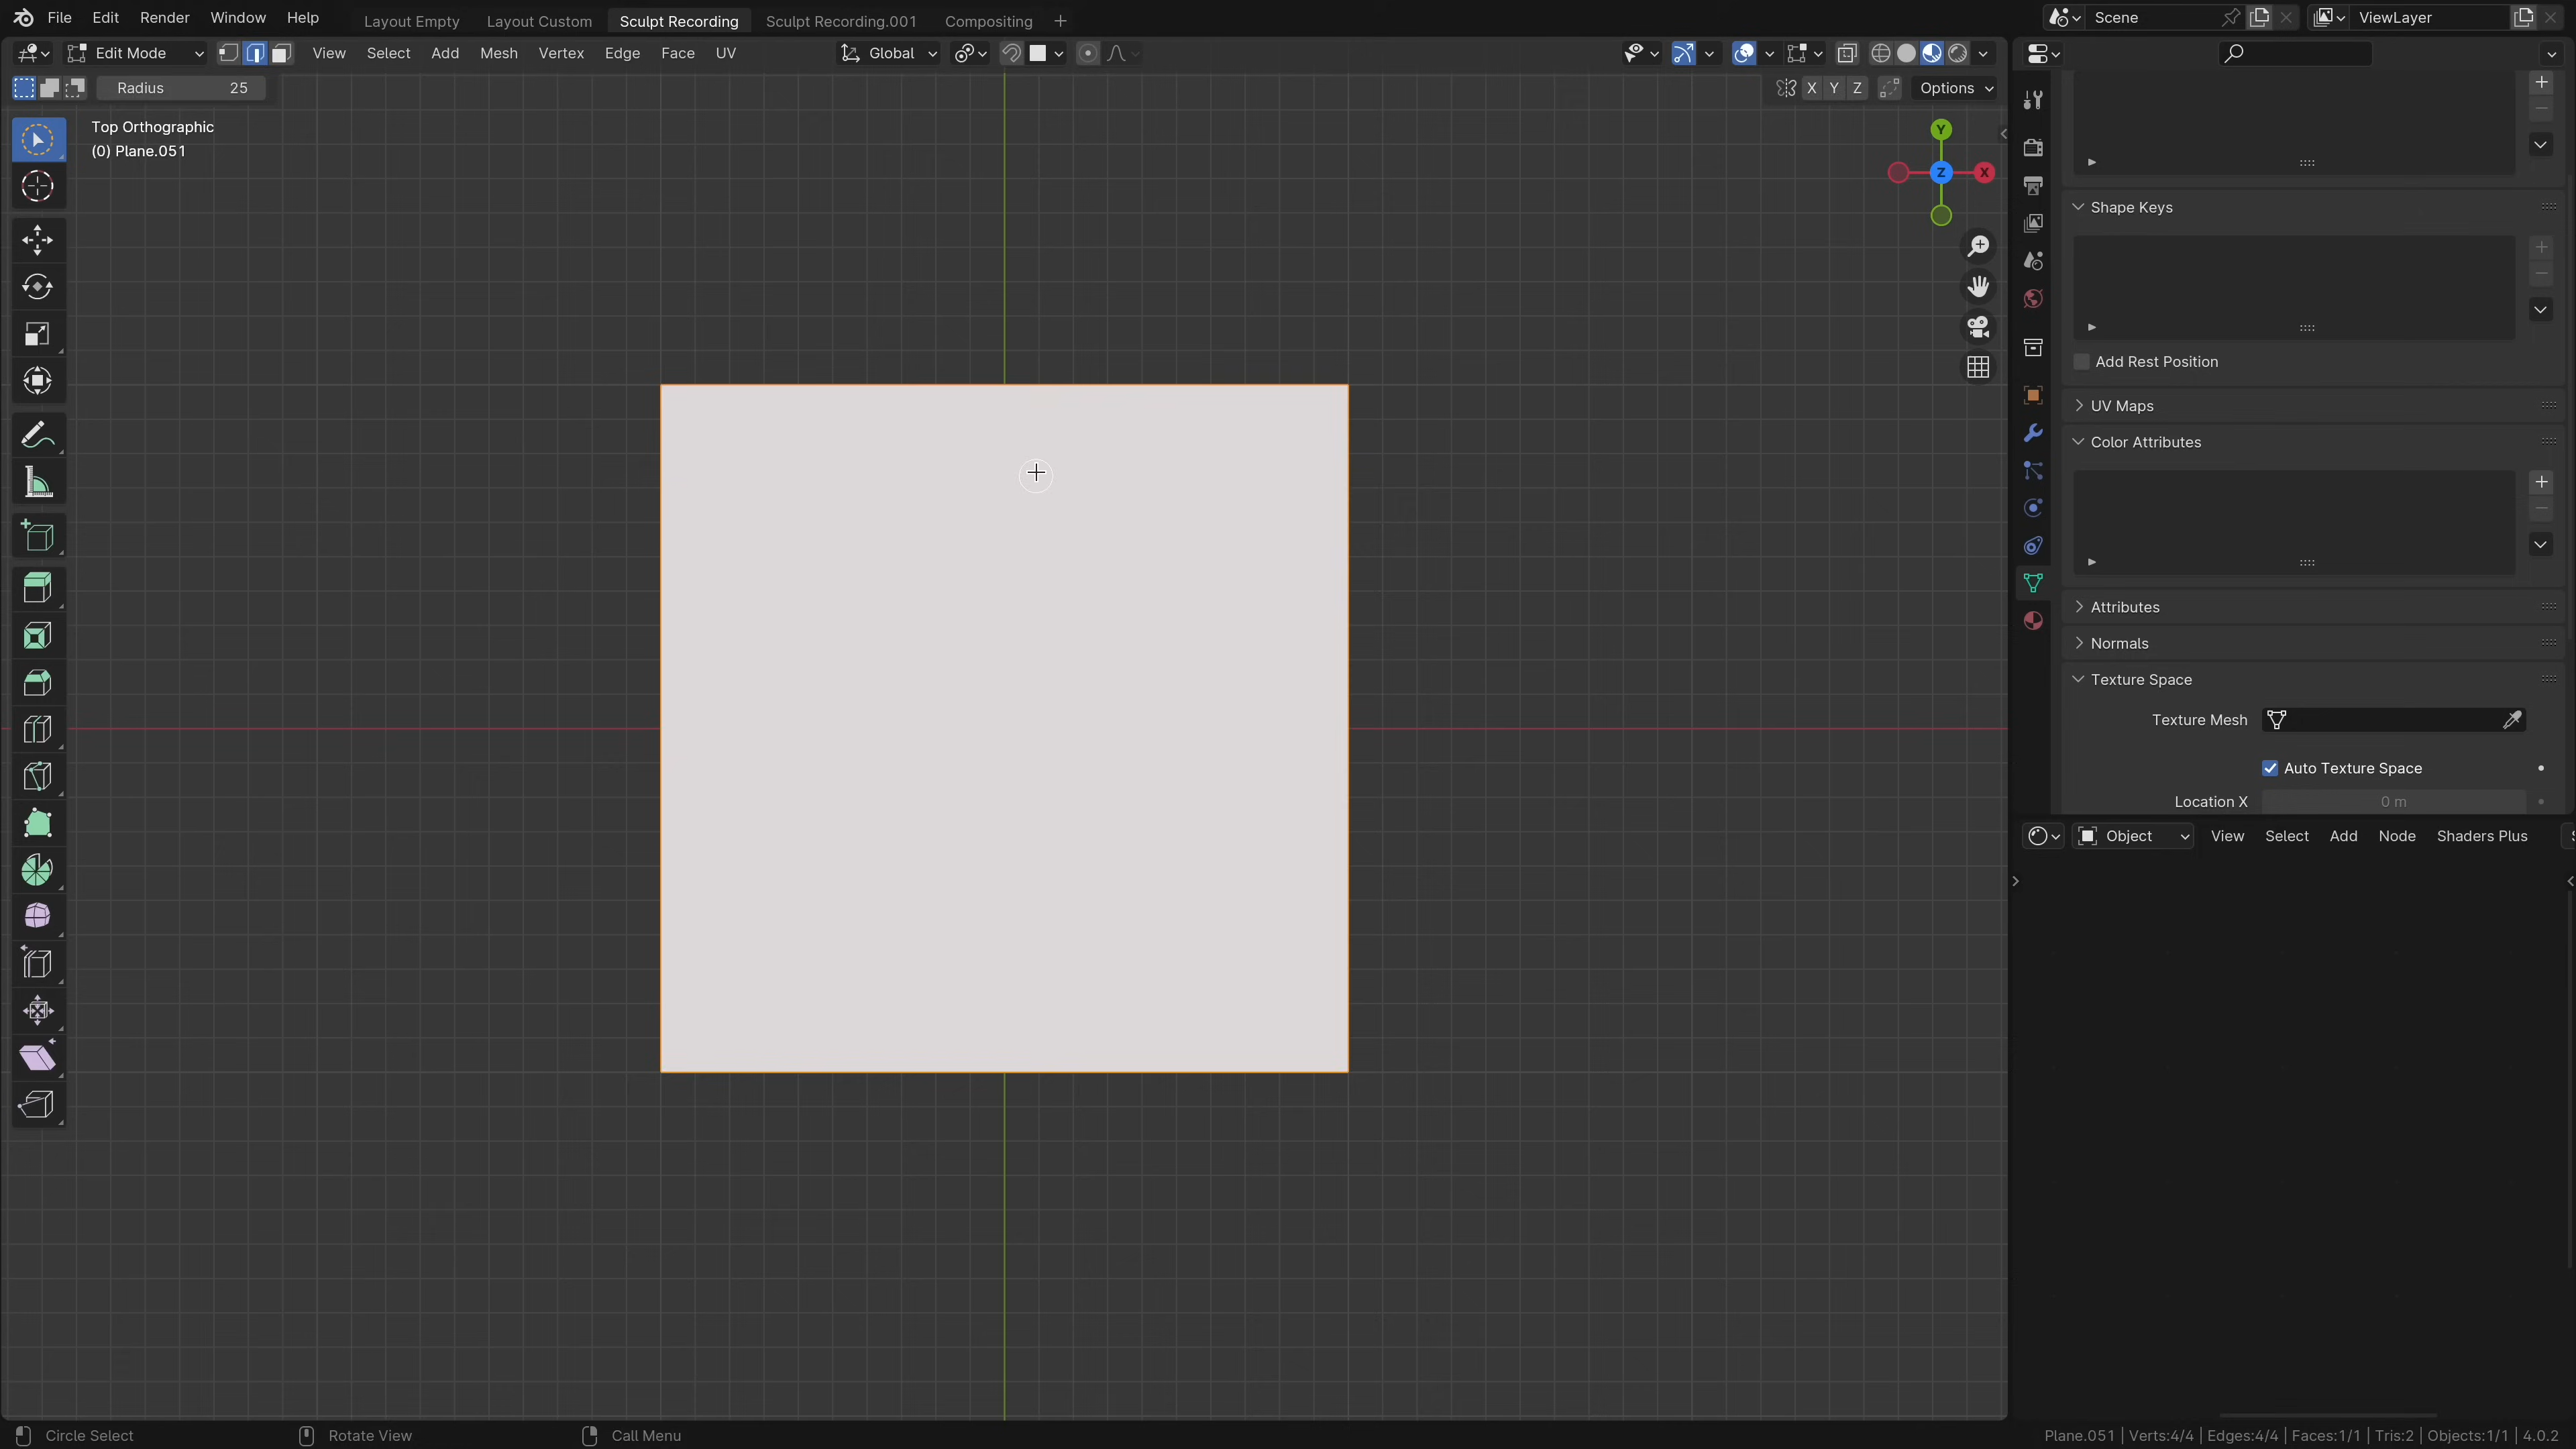 File Edit Render Window Help Layout Empty Layout Custom Sculpt Recording Sculpt Recording.001 Compositing Scene ViewLayer
Edit Mode View Select Add Mesh Vertex Edge Face UV Global
Radius 25 X Y Z Options
Top Orthographic
(0) Plane.051
Y
Z X
Shape Keys
Add Rest Position
UV Maps
Color Attributes
Attributes
Normals
Texture Space
Texture Mesh
Auto Texture Space
Location X 0 m
Object View Select Add Node Shaders Plus
Circle Select Rotate View Call Menu Plane.051 | Verts:4/4 | Edges:4/4 | Faces:1/1 | Tris:2 | Objects:1/1 | 4.0.2